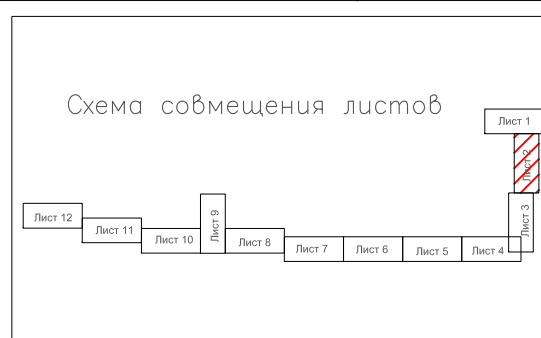 Схема совмещения листов
Лист 1
Лист 2
Лист 3
Лист 4
Лист 5
Лист 6
Лист 7
Лист 8
Лист 9
Лист 10
Лист 11
Лист 12